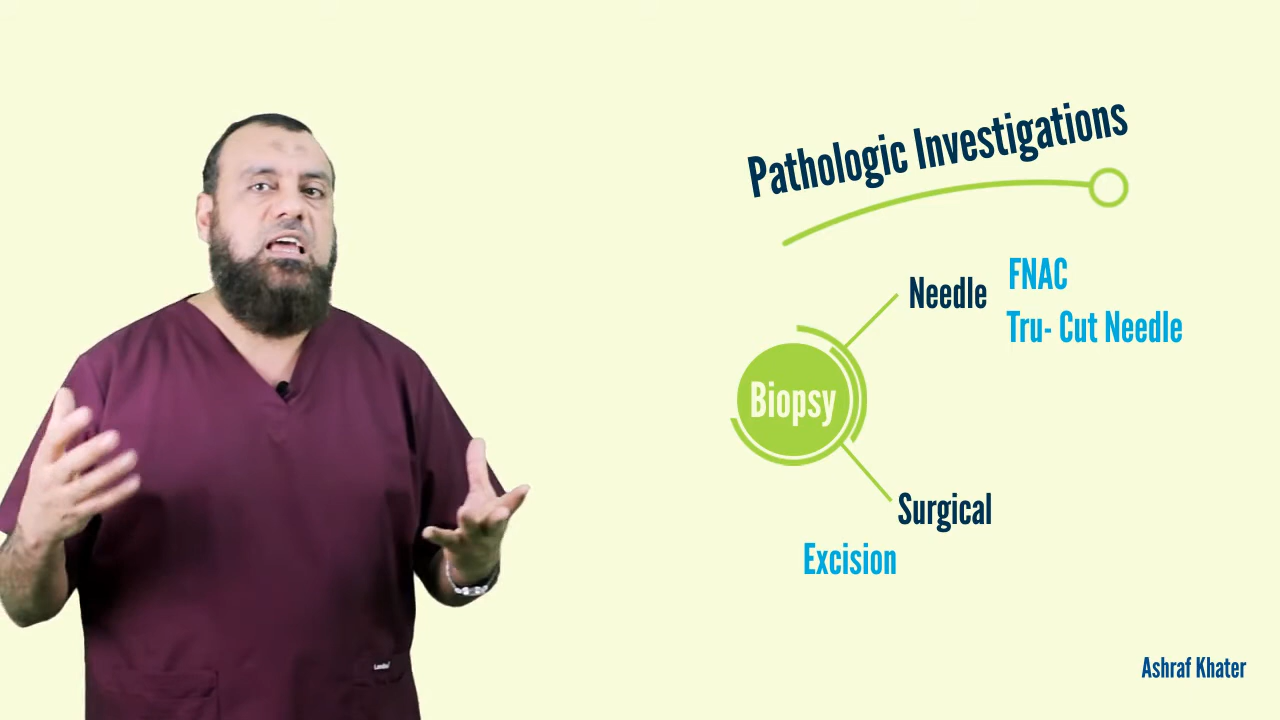 Pathologic Investigations
Needle
FNAC
Tru- Cut Needle
Biopsy
Surgical
Excision
Ashraf Khater